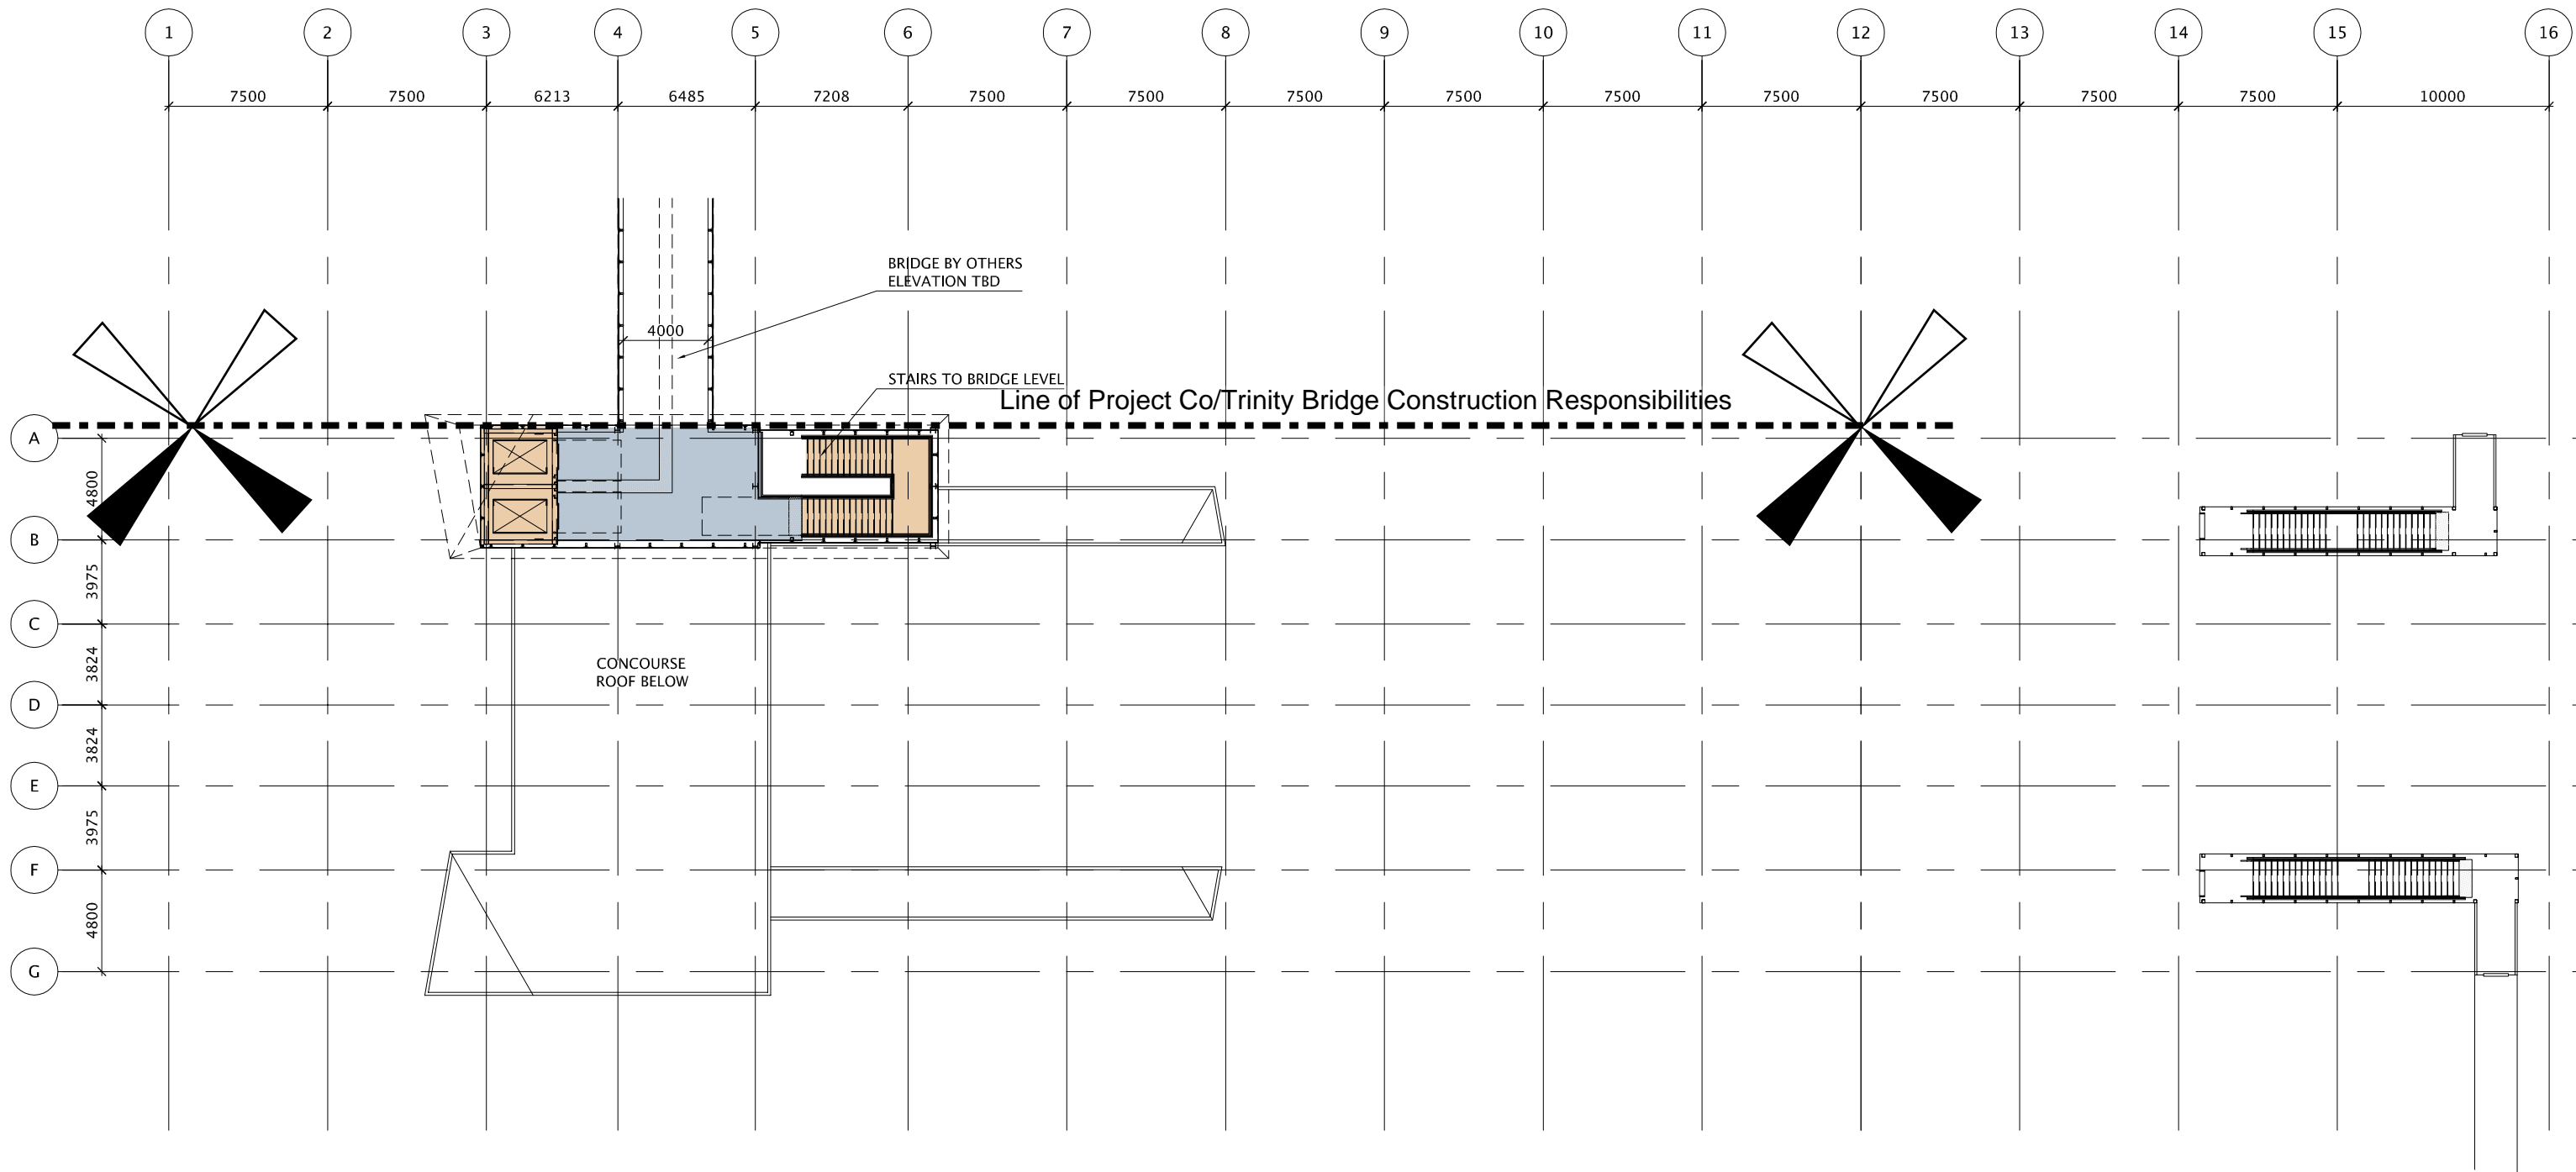 1 2 3 4 5 6 7 8 9 10 11 12 13 14 15 16
7500 7500 6213 6485 7208 7500 7500 7500 7500 7500 7500 7500 7500 7500 10000
BRIDGE BY OTHERS
ELEVATION TBD
4000
STAIRS TO BRIDGE LEVEL
Line of Project Co/Trinity Bridge Construction Responsibilities
A
4800
B
3975
C
3824
CONCOURSE
ROOF BELOW
D
3824
E
3975
F
4800
G